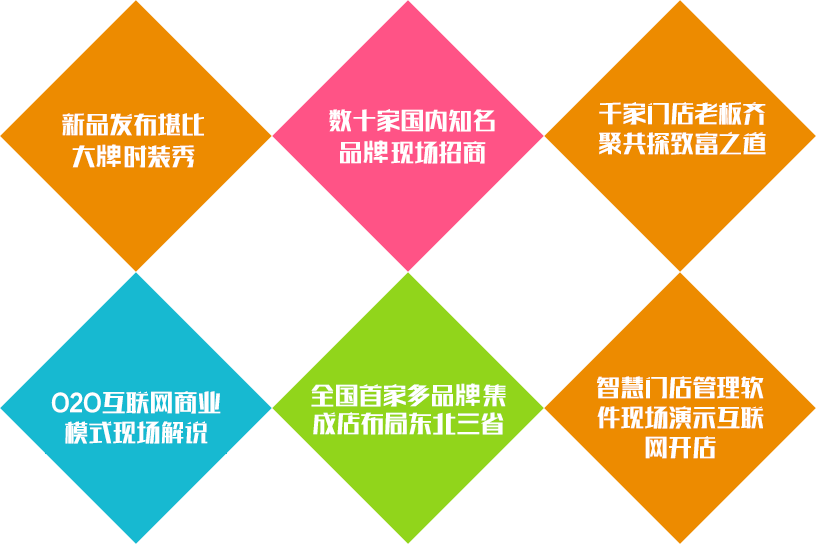 新品发布堪比
大牌时装秀
数十家国内知名
品牌现场招商
千家门店老板齐
聚共探致富之道
O2O互联网商业
模式现场解说
全国首家多品牌集
成店布局东北三省
智慧门店管理软
件现场演示互联
网开店